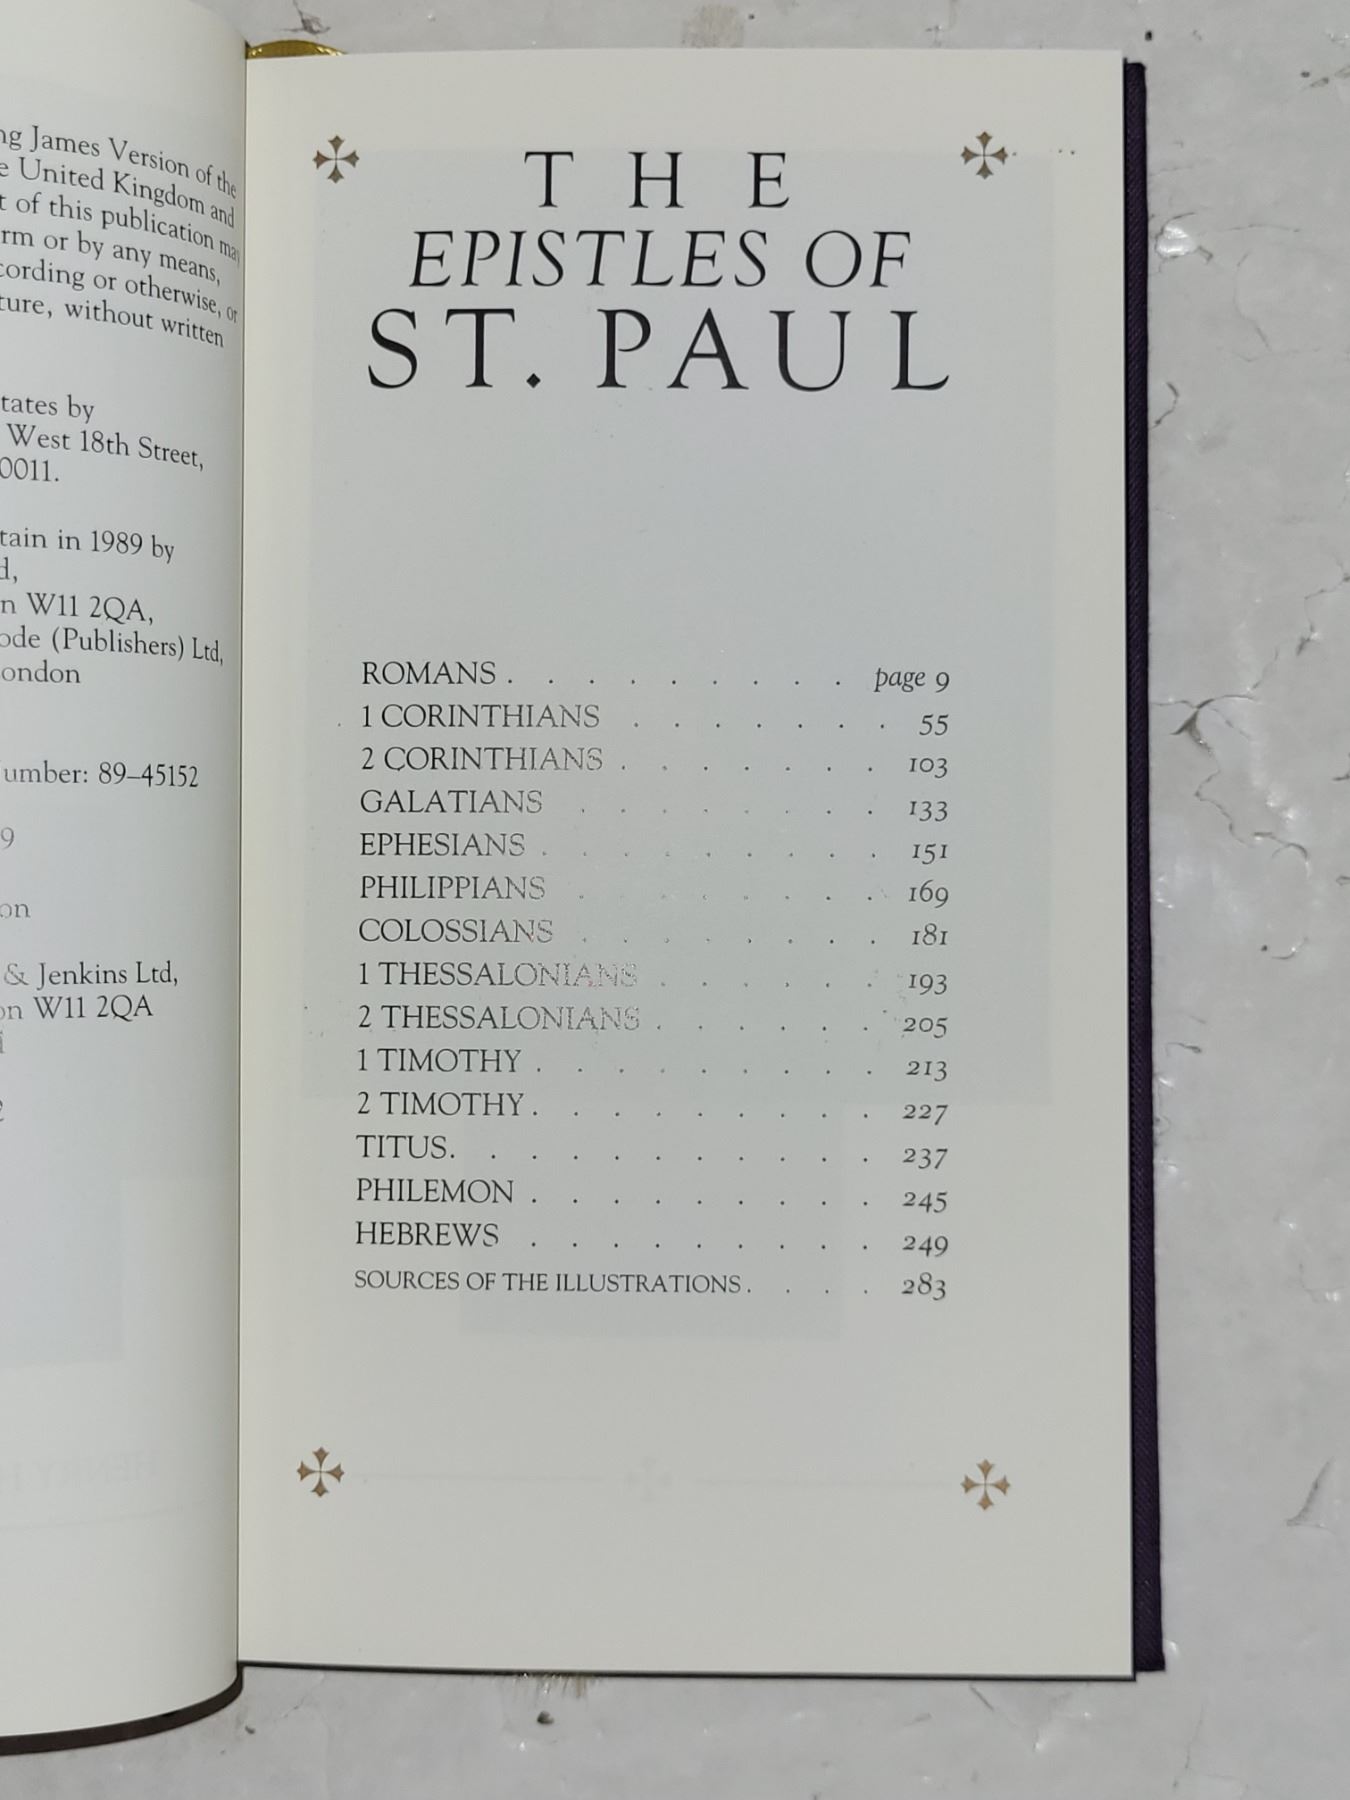 ng James Version of the
e United Kingdom and
t of this publication may
rm or by any means,
cording or otherwise, or
ture, without written
tates by
West 18th Street,
0011.
tain in 1989 by
d,
n W11 2QA,
ode (Publishers) Ltd,
ondon
umber: 89–45152
9
on
& Jenkins Ltd,
on W11 2QA
THE
EPISTLES OF
ST. PAUL
ROMANS . . . . . . . . . page 9
1 CORINTHIANS . . . . . . . 55
2 CORINTHIANS . . . . . . . 103
GALATIANS . . . . . . . . 133
EPHESIANS . . . . . . . . . 151
PHILIPPIANS . . . . . . . . 169
COLOSSIANS . . . . . . . . 181
1 THESSALONIANS . . . . . . 193
2 THESSALONIANS . . . . . . 205
1 TIMOTHY . . . . . . . . . 213
2 TIMOTHY . . . . . . . . . 227
TITUS . . . . . . . . . . . 237
PHILEMON . . . . . . . . . 245
HEBREWS . . . . . . . . . 249
SOURCES OF THE ILLUSTRATIONS . . . . 283